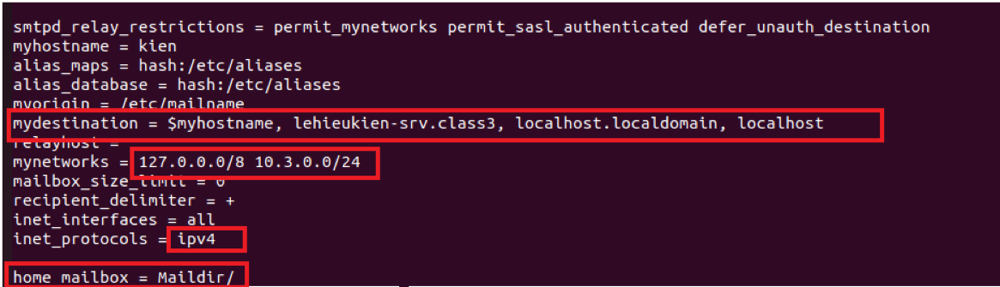 smtpd_relay_restrictions = permit_mynetworks permit_sasl_authenticated defer_unauth_destination
myhostname = kien
alias_maps = hash:/etc/aliases
alias_database = hash:/etc/aliases
myorigin = /etc/mailname
mydestination = $myhostname, lehieukien-srv.class3, localhost.localdomain, localhost
relayhost =
mynetworks = 127.0.0.0/8 10.3.0.0/24
mailbox_size_limit = 0
recipient_delimiter = +
inet_interfaces = all
inet_protocols = ipv4
home_mailbox = Maildir/